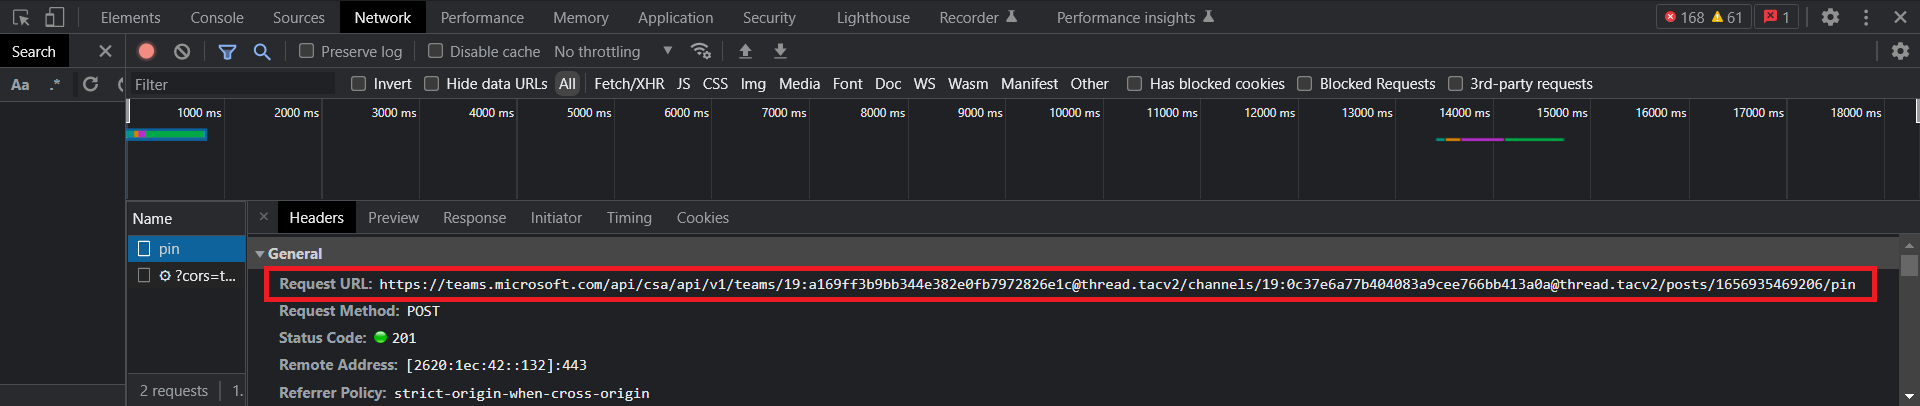 Elements Console Sources Network Performance Memory Application Security Lighthouse Recorder Performance insights 168 61 1
Search
Preserve log Disable cache No throttling
Aa .*
Filter Invert Hide data URLs All Fetch/XHR JS CSS Img Media Font Doc WS Wasm Manifest Other Has blocked cookies Blocked Requests 3rd-party requests
1000 ms 2000 ms 3000 ms 4000 ms 5000 ms 6000 ms 7000 ms 8000 ms 9000 ms 10000 ms 11000 ms 12000 ms 13000 ms 14000 ms 15000 ms 16000 ms 17000 ms 18000 ms
Name
Headers Preview Response Initiator Timing Cookies
pin
?cors=t...
General
Request URL: https://teams.microsoft.com/api/csa/api/v1/teams/19:a169ff3b9bb344e382e0fb7972826e1c@thread.tacv2/channels/19:0c37e6a77b404083a9cee766bb413a0a@thread.tacv2/posts/1656935469206/pin
Request Method: POST
Status Code: 201
Remote Address: [2620:1ec:42::132]:443
Referrer Policy: strict-origin-when-cross-origin
2 requests 1.